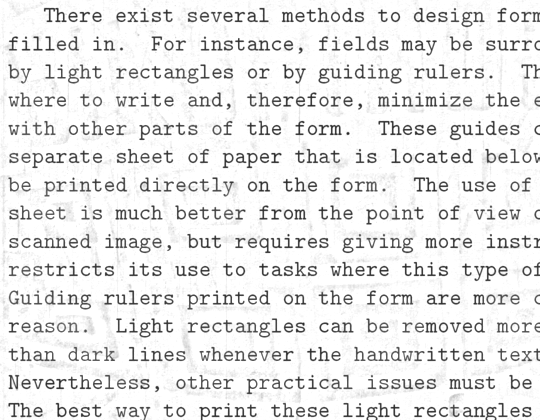 There exist several methods to design form
filled in. For instance, fields may be surro
by light rectangles or by guiding rulers. Th
where to write and, therefore, minimize the e
with other parts of the form. These guides c
separate sheet of paper that is located below
be printed directly on the form. The use of
sheet is much better from the point of view o
scanned image, but requires giving more instr
restricts its use to tasks where this type of
Guiding rulers printed on the form are more c
reason. Light rectangles can be removed more
than dark lines whenever the handwritten text
Nevertheless, other practical issues must be
The best way to print these light rectangles